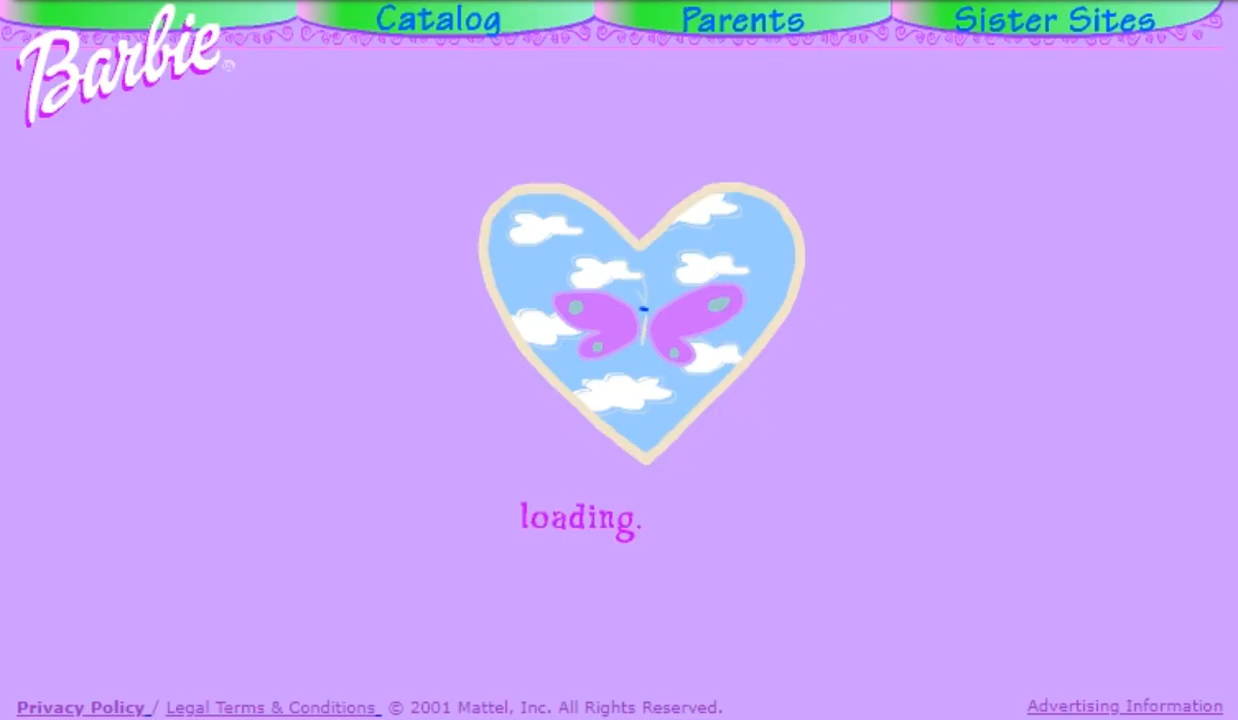 Catalog Parents Sister Sites
Barbie®
loading.
Privacy Policy / Legal Terms & Conditions © 2001 Mattel, Inc. All Rights Reserved. Advertising Information